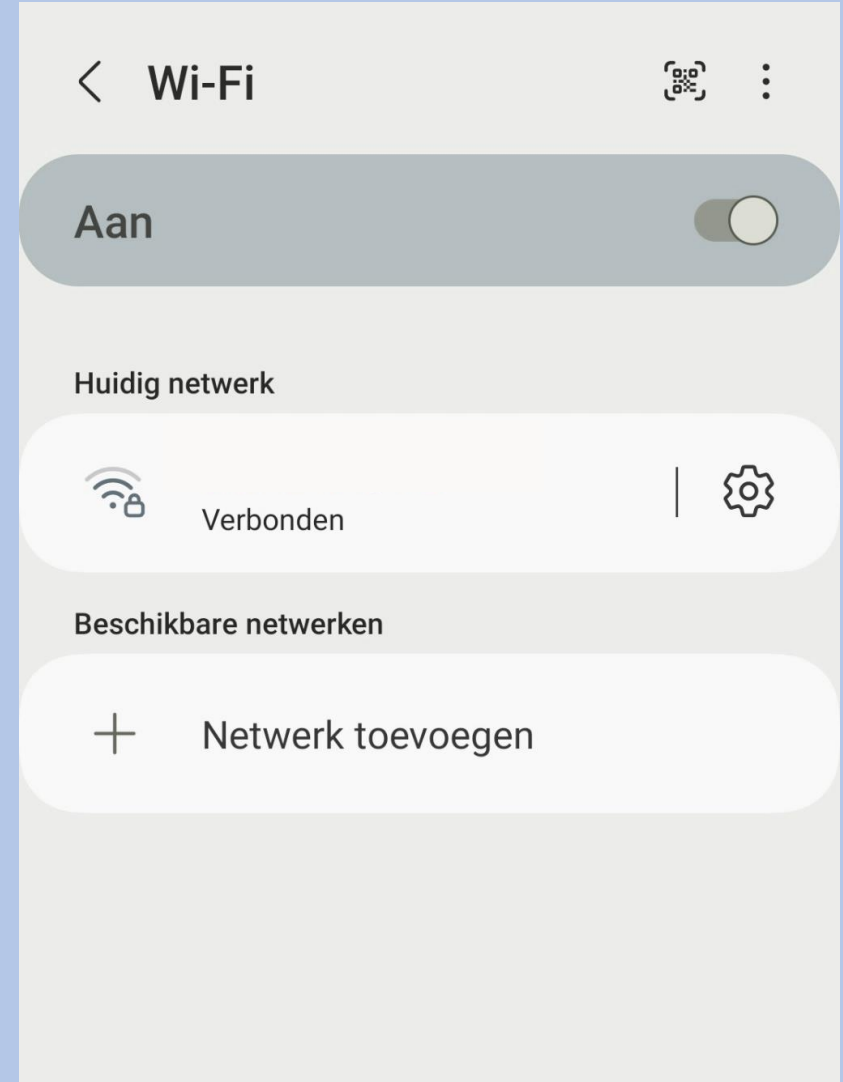 Wi-Fi
Aan
Huidig netwerk
Verbonden
Beschikbare netwerken
Netwerk toevoegen